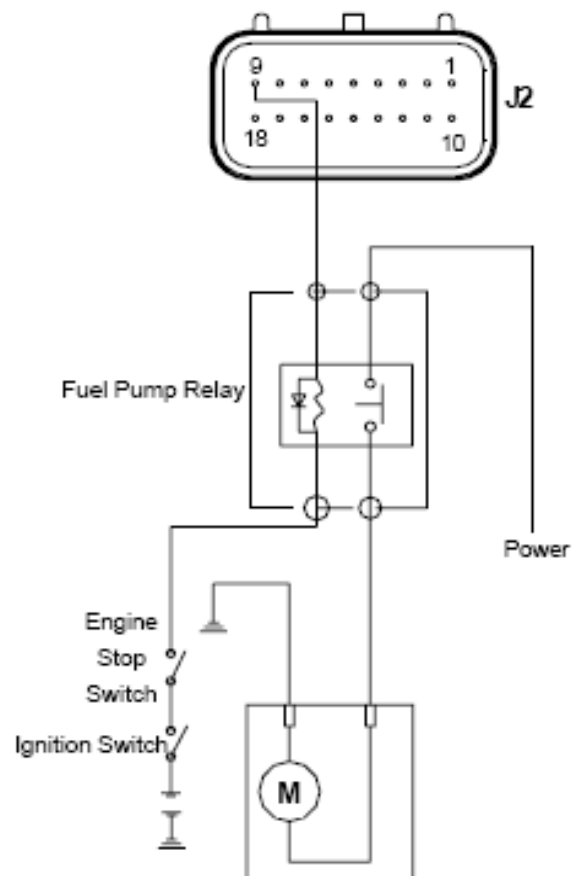 9 1
J2
18 10
Fuel Pump Relay
Power
Engine
Stop
Switch
Ignition Switch
M